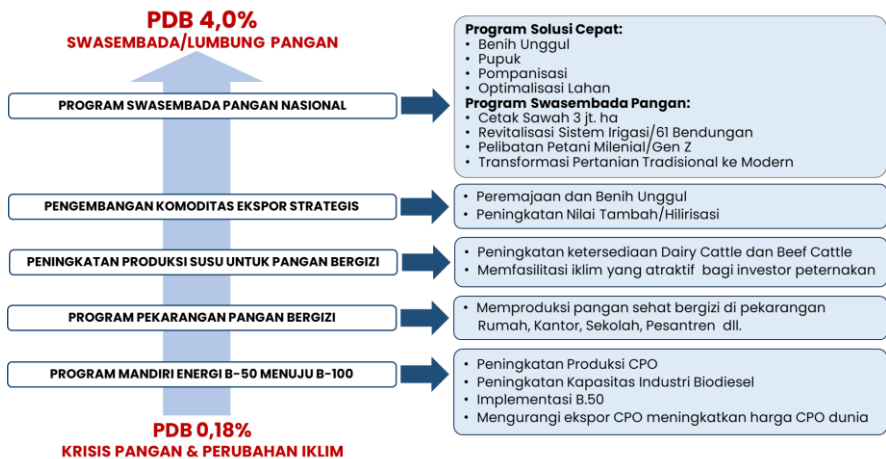 PDB 4,0%
SWASEMBADA/LUMBUNG PANGAN
PROGRAM SWASEMBADA PANGAN NASIONAL
Program Solusi Cepat:
• Benih Unggul
• Pupuk
• Pompanisasi
• Optimalisasi Lahan
Program Swasembada Pangan:
• Cetak Sawah 3 jt. ha
• Revitalisasi Sistem Irigasi/61 Bendungan
• Pelibatan Petani Milenial/Gen Z
• Transformasi Pertanian Tradisional ke Modern
PENGEMBANGAN KOMODITAS EKSPOR STRATEGIS
• Peremajaan dan Benih Unggul
• Peningkatan Nilai Tambah/Hilirisasi
PENINGKATAN PRODUKSI SUSU UNTUK PANGAN BERGIZI
• Peningkatan ketersediaan Dairy Cattle dan Beef Cattle
• Memfasilitasi iklim yang atraktif bagi investor peternakan
PROGRAM PEKARANGAN PANGAN BERGIZI
• Memproduksi pangan sehat bergizi di pekarangan
Rumah, Kantor, Sekolah, Pesantren dll.
PROGRAM MANDIRI ENERGI B-50 MENUJU B-100
• Peningkatan Produksi CPO
• Peningkatan Kapasitas Industri Biodiesel
• Implementasi B.50
• Mengurangi ekspor CPO meningkatkan harga CPO dunia
PDB 0,18%
KRISIS PANGAN & PERUBAHAN IKLIM